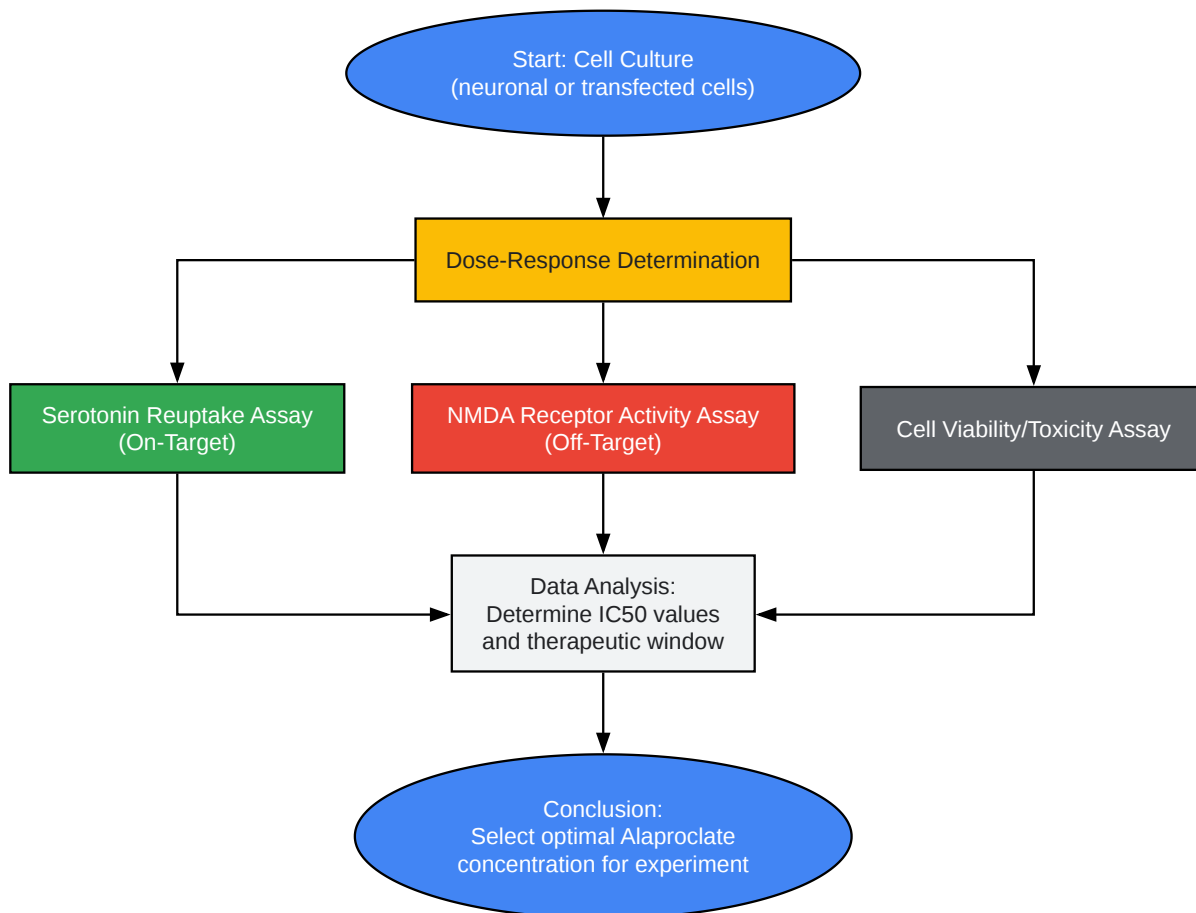 Start: Cell Culture
(neuronal or transfected cells)
Dose-Response Determination
Serotonin Reuptake Assay
(On-Target)
NMDA Receptor Activity Assay
(Off-Target)
Cell Viability/Toxicity Assay
Data Analysis:
Determine IC50 values
and therapeutic window
Conclusion:
Select optimal Alaproclate
concentration for experiment